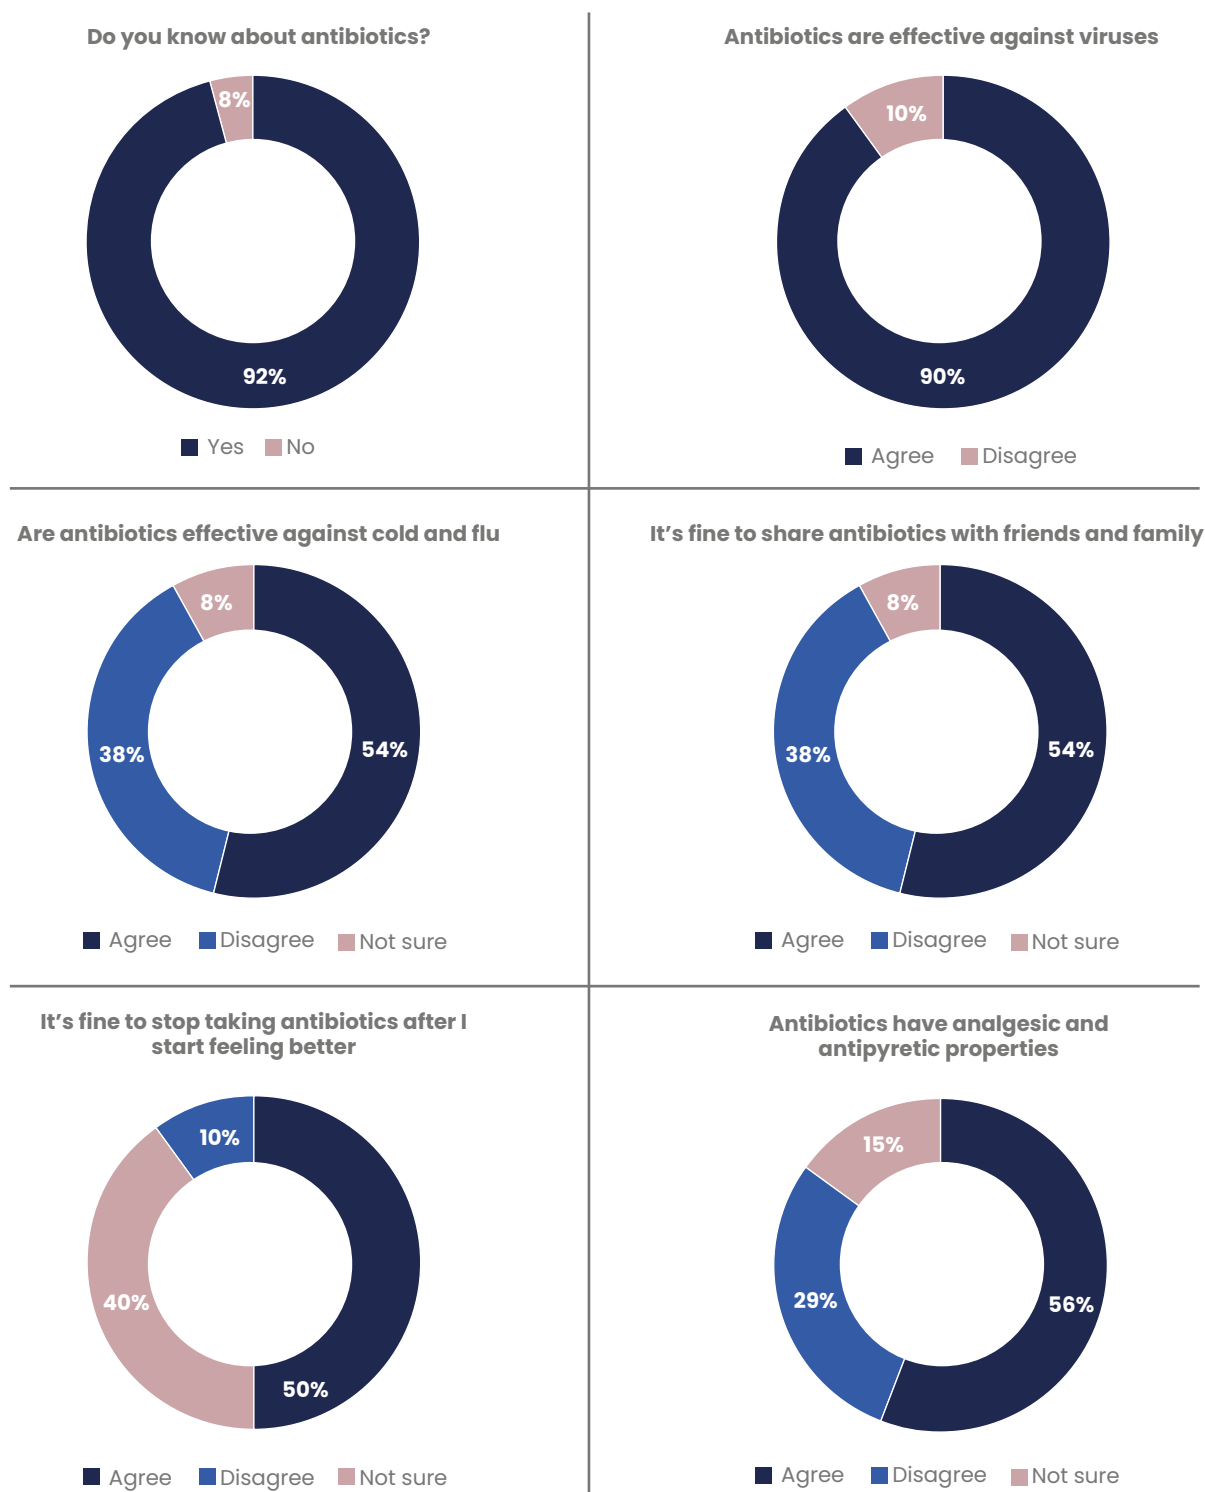 Do you know about antibiotics?
8%
92%
Yes No
Antibiotics are effective against viruses
10%
90%
Agree Disagree
Are antibiotics effective against cold and flu
8%
38%
54%
Agree Disagree Not sure
It’s fine to share antibiotics with friends and family
8%
38%
54%
Agree Disagree Not sure
It’s fine to stop taking antibiotics after I
start feeling better
10%
40%
50%
Agree Disagree Not sure
Antibiotics have analgesic and
antipyretic properties
15%
29%
56%
Agree Disagree Not sure